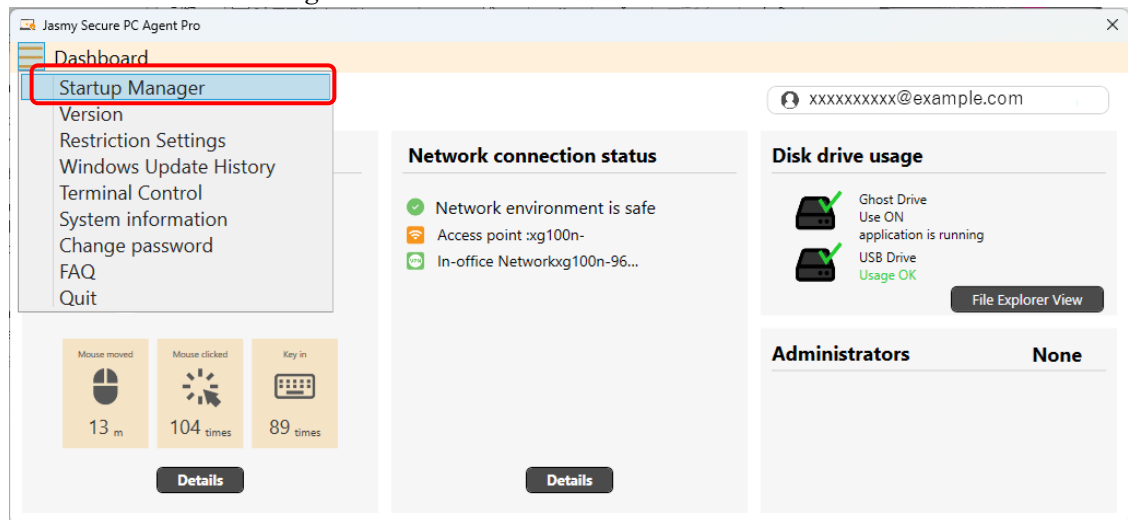 Jasmy Secure PC Agent Pro
Dashboard
Startup Manager
Version
Restriction Settings
Windows Update History
Terminal Control
System information
Change password
FAQ
Quit
xxxxxxxxxx@example.com
Network connection status
Network environment is safe
Access point :xg100n-
VPN In-office Networkxg100n-96...
Disk drive usage
Ghost Drive
Use ON
application is running
USB Drive
Usage OK
File Explorer View
Mouse moved
13 m
Mouse clicked
104 times
Key in
89 times
Details
Details
Administrators None